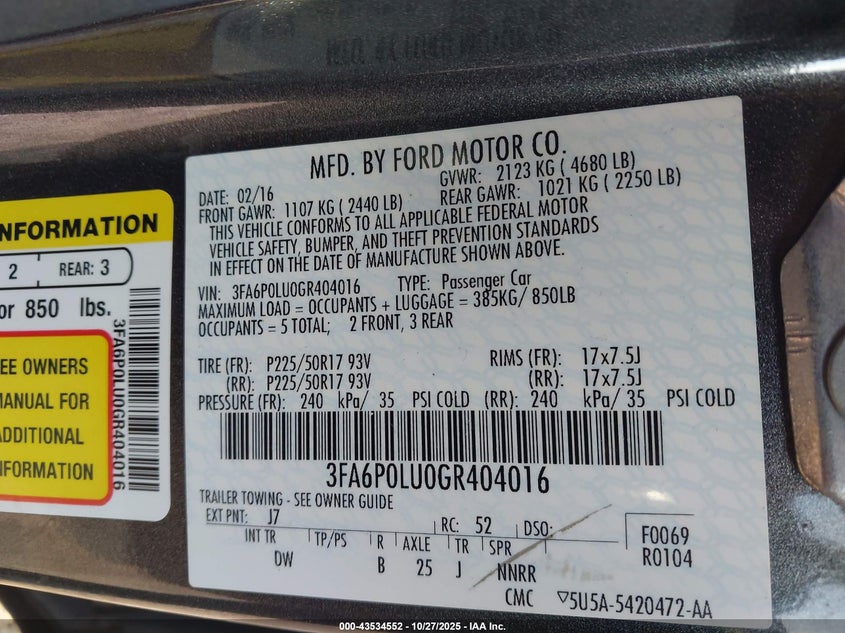 MFD. BY FORD MOTOR CO.
DATE: 02/16 GVWR: 2123 KG ( 4680 LB)
FRONT GAWR: 1107 KG ( 2440 LB) REAR GAWR: 1021 KG ( 2250 LB)
THIS VEHICLE CONFORMS TO ALL APPLICABLE FEDERAL MOTOR
VEHICLE SAFETY, BUMPER, AND THEFT PREVENTION STANDARDS
IN EFFECT ON THE DATE OF MANUFACTURE SHOWN ABOVE.
VIN: 3FA6P0LU0GR404016 TYPE: Passenger Car
MAXIMUM LOAD = OCCUPANTS + LUGGAGE = 385KG/ 850LB
OCCUPANTS = 5 TOTAL; 2 FRONT, 3 REAR
TIRE (FR): P225/50R17 93V RIMS (FR): 17x7.5J
(RR): P225/50R17 93V (RR): 17x7.5J
PRESSURE (FR): 240 kPa/ 35 PSI COLD (RR): 240 kPa/ 35 PSI COLD
3FA6P0LU0GR404016
TRAILER TOWING - SEE OWNER GUIDE
EXT PNT: J7 RC: 52 DSO:
INT TR TP/PS R AXLE TR SPR
DW B 25 J NNRR
F0069
R0104
CMC ▽5U5A-5420472-AA
NFORMATION
2 REAR: 3
or 850 lbs.
3FA6P0LU0GR404016
EE OWNERS
MANUAL FOR
ADDITIONAL
NFORMATION
000-43534552 - 10/27/2025 - IAA Inc.